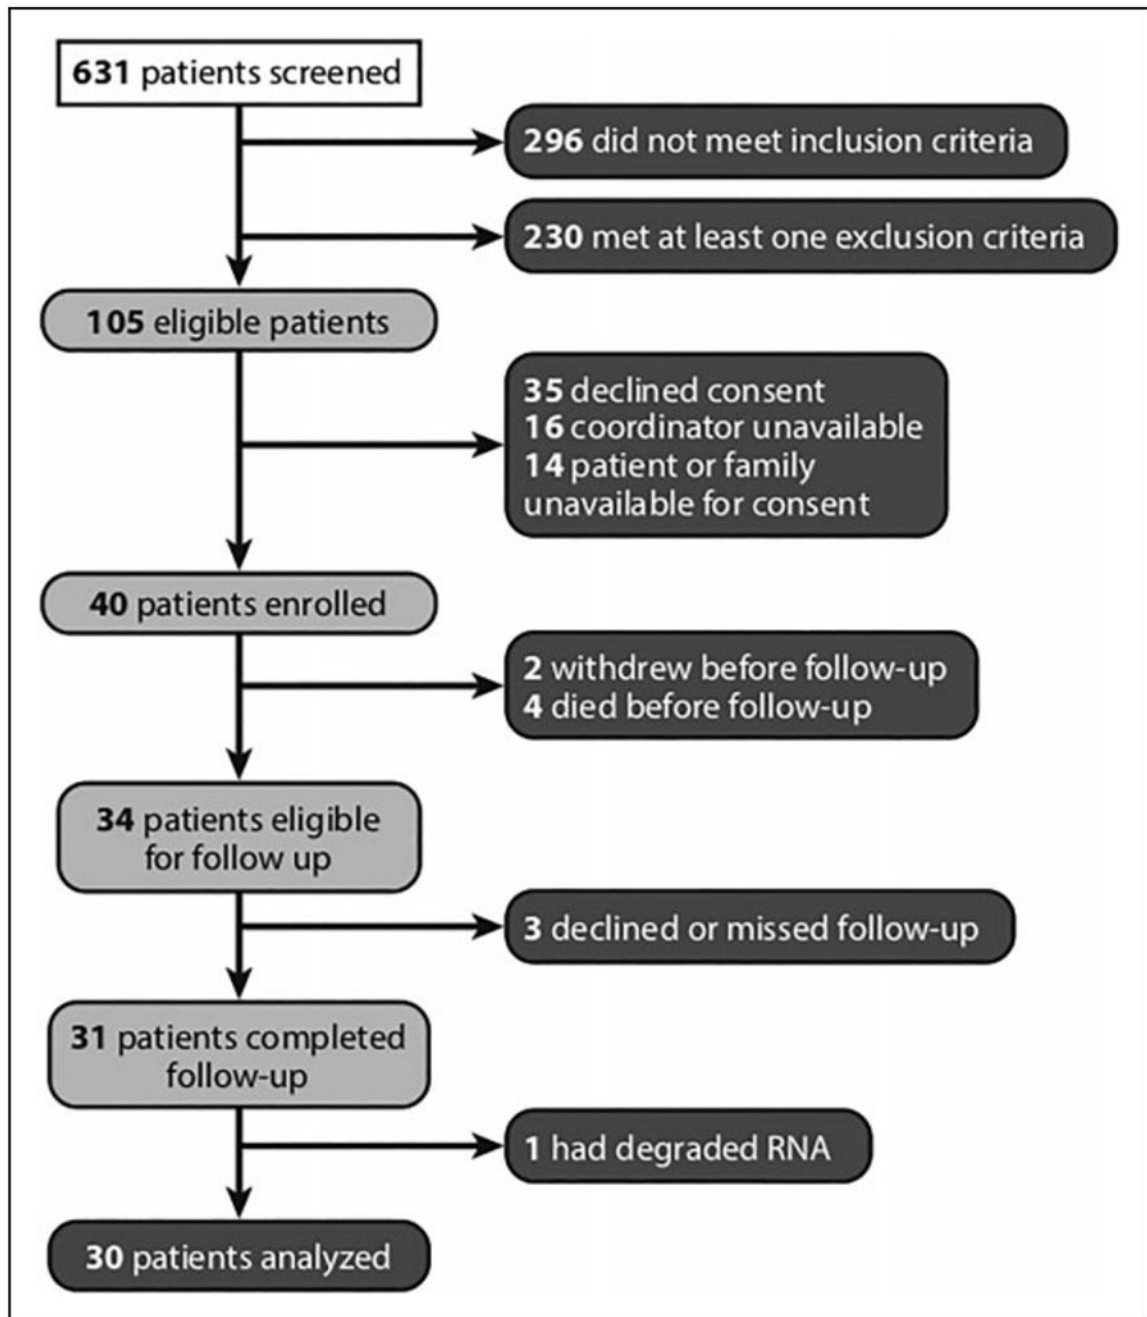 631 patients screened
296 did not meet inclusion criteria
230 met at least one exclusion criteria
105 eligible patients
35 declined consent
16 coordinator unavailable
14 patient or family
unavailable for consent
40 patients enrolled
2 withdrew before follow-up
4 died before follow-up
34 patients eligible
for follow up
3 declined or missed follow-up
31 patients completed
follow-up
1 had degraded RNA
30 patients analyzed